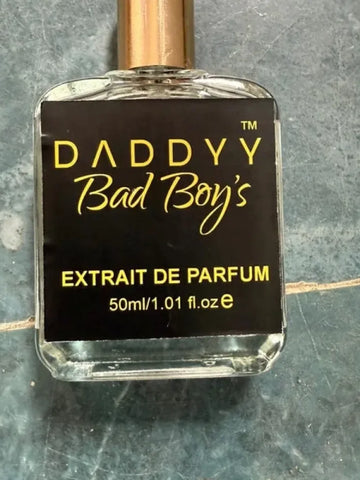 DADDYY™
Bad Boy's
EXTRAIT DE PARFUM
50ml/1.01 fl.oz e